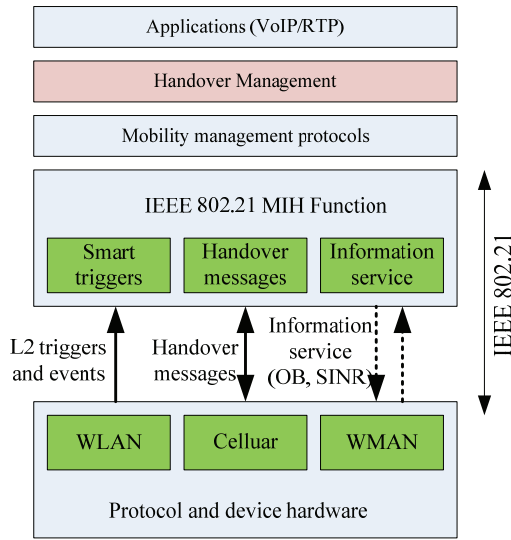 Applications (VoIP/RTP)
Handover Management
Mobility management protocols
IEEE 802.21 MIH Function
Smart
triggers
Handover
messages
Information
service
L2 triggers
and events
Handover
messages
Information
service
(OB, SINR)
IEEE 802.21
WLAN
Celluar
WMAN
Protocol and device hardware